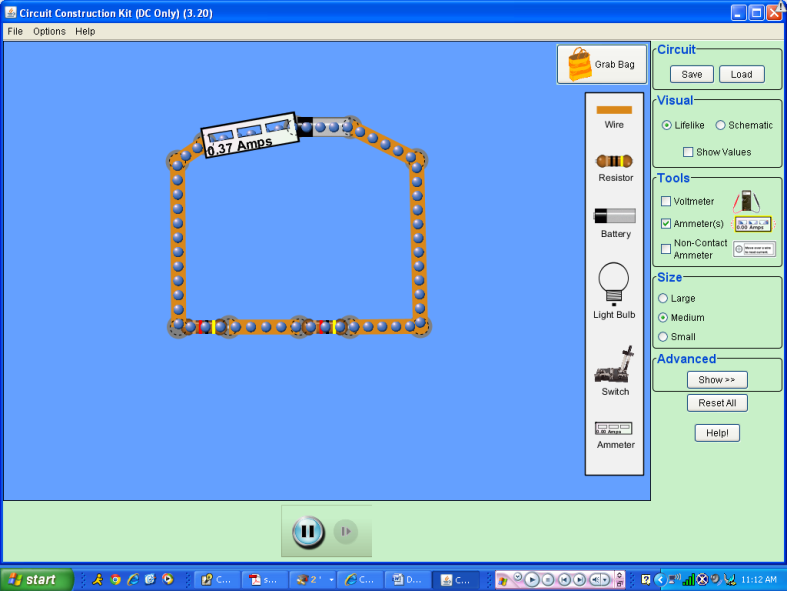 Circuit Construction Kit (DC Only) (3.20)
File Options Help
Grab Bag
Circuit
Save Load
Visual
Lifelike Schematic
Show Values
Tools
Voltmeter
Ammeter(s)
0.00 Amps
Non-Contact
Ammeter
Size
Large
Medium
Small
Advanced
Show >>
Reset All
Help!
0.37 Amps
Wire
Resistor
Battery
Light Bulb
Switch
0.00 Amps
Ammeter
start
C...
s...
2
C...
D...
C...
11:12 AM